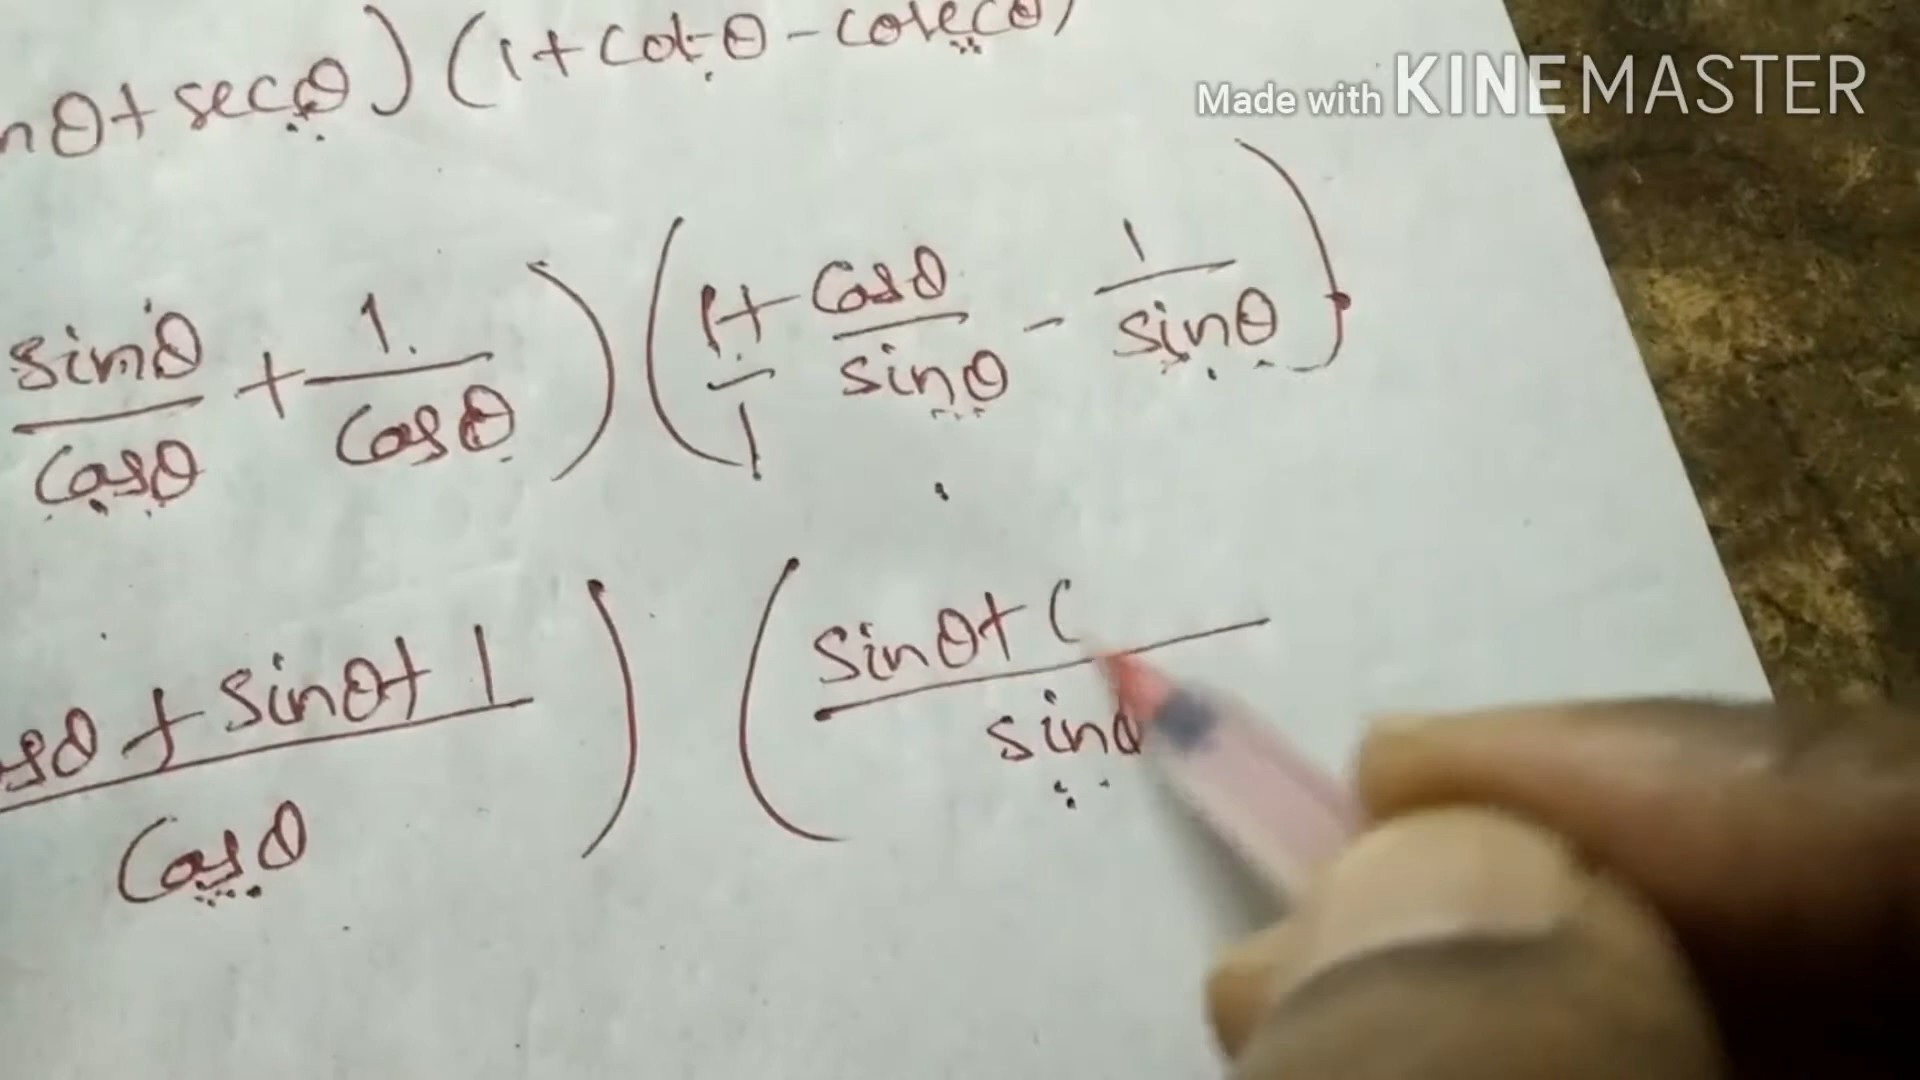 nθ+secθ)(1+cotθ-cosecθ)
Made with KINEMASTER
sinθ/cosθ + 1/cosθ)(1/1 + cosθ/sinθ - 1/sinθ)
osθ + sinθ + 1/cosθ) (sinθ + c/sinθ